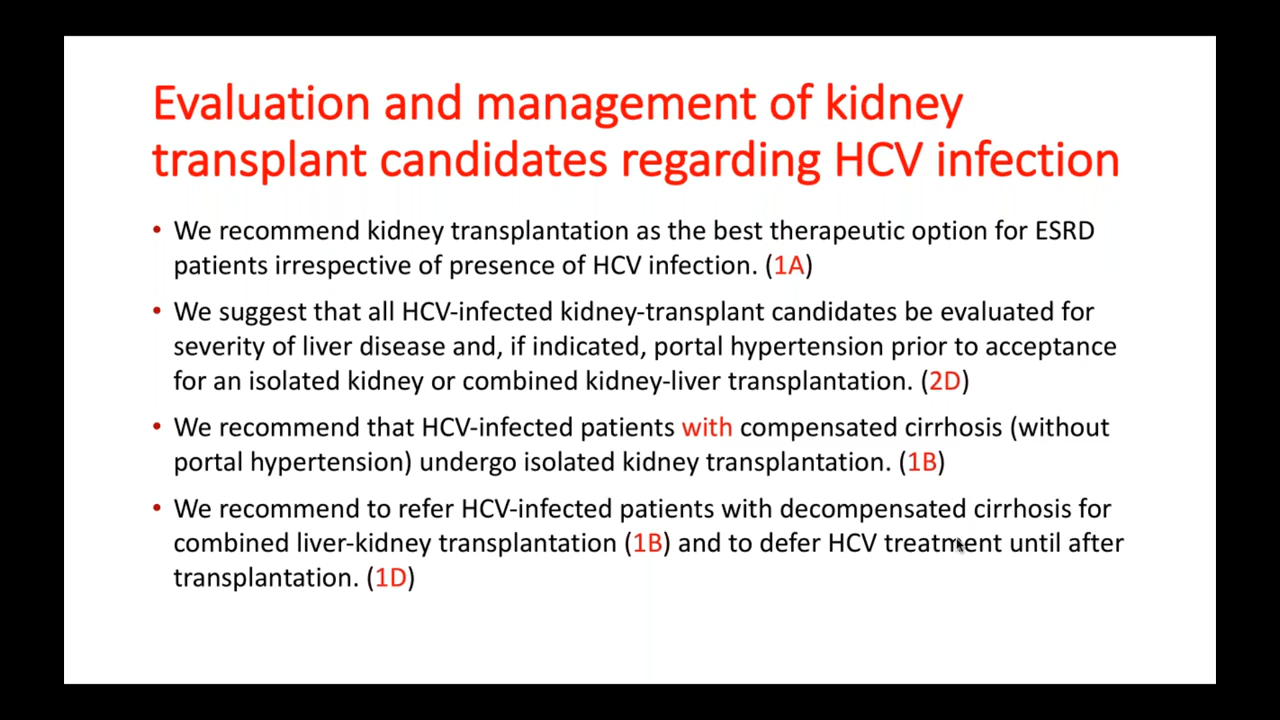 Evaluation and management of kidney
transplant candidates regarding HCV infection
• We recommend kidney transplantation as the best therapeutic option for ESRD
patients irrespective of presence of HCV infection. (1A)
• We suggest that all HCV-infected kidney-transplant candidates be evaluated for
severity of liver disease and, if indicated, portal hypertension prior to acceptance
for an isolated kidney or combined kidney-liver transplantation. (2D)
• We recommend that HCV-infected patients with compensated cirrhosis (without
portal hypertension) undergo isolated kidney transplantation. (1B)
• We recommend to refer HCV-infected patients with decompensated cirrhosis for
combined liver-kidney transplantation (1B) and to defer HCV treatment until after
transplantation. (1D)